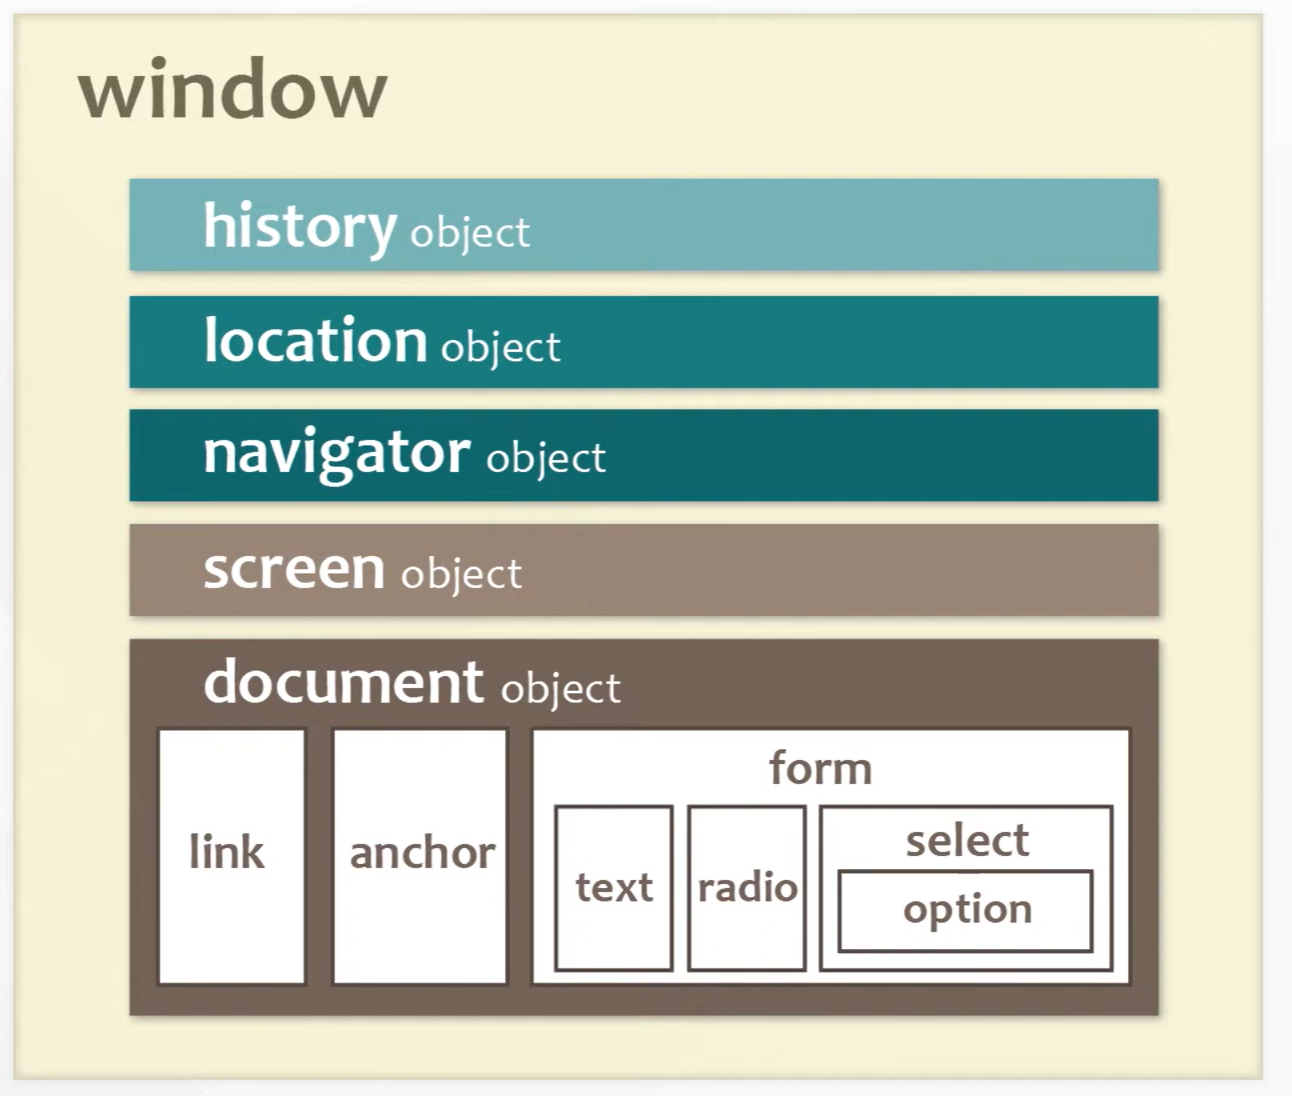 window
history object
location object
navigator object
screen object
document object
link
anchor
form
text
radio
select
option